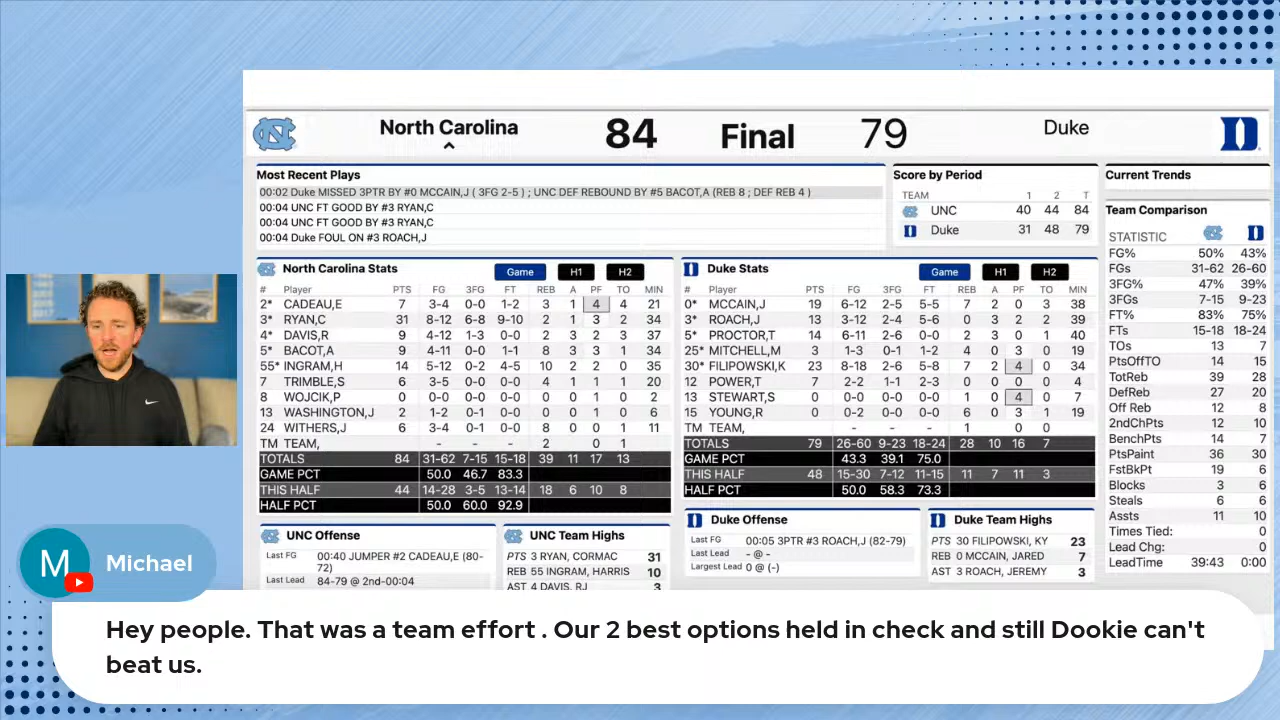 North Carolina 84 Final 79 Duke
Most Recent Plays
00:02 Duke MISSED 3PTR BY #0 MCCAIN,J ( 3FG 2-5 ) ; UNC DEF REBOUND BY #5 BACOT,A (REB 8 ; DEF REB 4 )
00:04 UNC FT GOOD BY #3 RYAN,C
00:04 UNC FT GOOD BY #3 RYAN,C
00:04 Duke FOUL ON #3 ROACH,J
Score by Period
TEAM 1 2 T
UNC 40 44 84
Duke 31 48 79
Current Trends
Team Comparison
STATISTIC
FG% 50% 43%
FGs 31-62 26-60
3FG% 47% 39%
3FGs 7-15 9-23
FT% 83% 75%
FTs 15-18 18-24
TOs 13 7
PtsOffTO 14 15
TotReb 39 28
DefReb 27 20
Off Reb 12 8
2ndChPts 12 10
BenchPts 14 7
PtsPaint 36 30
FstBkPt 19 6
Blocks 3 6
Steals 6 6
Assts 11 10
Times Tied: 0
Lead Chg: 0
LeadTime 39:43 0:00
North Carolina Stats Game H1 H2
# Player PTS FG 3FG FT REB A PF TO MIN
2* CADEAU,E 7 3-4 0-0 1-2 3 1 4 4 21
3* RYAN,C 31 8-12 6-8 9-10 2 1 3 2 34
4* DAVIS,R 9 4-12 1-3 0-0 2 3 2 3 37
5* BACOT,A 9 4-11 0-0 1-1 8 3 3 1 34
55* INGRAM,H 14 5-12 0-2 4-5 10 2 2 0 35
7 TRIMBLE,S 6 3-5 0-0 0-0 4 1 1 1 20
8 WOJCIK,P 0 0-0 0-0 0-0 0 0 1 0 2
13 WASHINGTON,J 2 1-2 0-1 0-0 2 0 1 0 6
24 WITHERS,J 6 3-4 0-1 0-0 8 0 0 1 11
TM TEAM, - - - 2 0 1
TOTALS 84 31-62 7-15 15-18 39 11 17 13
GAME PCT 50.0 46.7 83.3
THIS HALF 44 14-28 3-5 13-14 18 6 10 8
HALF PCT 50.0 60.0 92.9
Duke Stats Game H1 H2
# Player PTS FG 3FG FT REB A PF TO MIN
0* MCCAIN,J 19 6-12 2-5 5-5 7 2 0 3 38
3* ROACH,J 13 3-12 2-4 5-6 0 3 2 2 39
5* PROCTOR,T 14 6-11 2-6 0-0 2 3 0 1 40
25* MITCHELL,M 3 1-3 0-1 1-2 4 0 3 0 19
30* FILIPOWSKI,K 23 8-18 2-6 5-8 7 2 4 0 34
12 POWER,T 7 2-2 1-1 2-3 0 0 0 0 4
13 STEWART,S 0 0-0 0-0 0-0 1 0 4 0 7
15 YOUNG,R 0 0-2 0-0 0-0 6 0 3 1 19
TM TEAM, - - - 1 0 0
TOTALS 79 26-60 9-23 18-24 28 10 16 7
GAME PCT 43.3 39.1 75.0
THIS HALF 48 15-30 7-12 11-15 11 7 11 3
HALF PCT 50.0 58.3 73.3
UNC Offense
Last FG 00:40 JUMPER #2 CADEAU,E (80-
72)
Last Lead 84-79 @ 2nd-00:04
UNC Team Highs
PTS 3 RYAN, CORMAC 31
REB 55 INGRAM, HARRIS 10
AST 4 DAVIS, RJ 3
Duke Offense
Last FG 00:05 3PTR #3 ROACH,J (82-79)
Last Lead - @ -
Largest Lead 0 @ (-)
Duke Team Highs
PTS 30 FILIPOWSKI, KY 23
REB 0 MCCAIN, JARED 7
AST 3 ROACH, JEREMY 3
M Michael
Hey people. That was a team effort . Our 2 best options held in check and still Dookie can't
beat us.